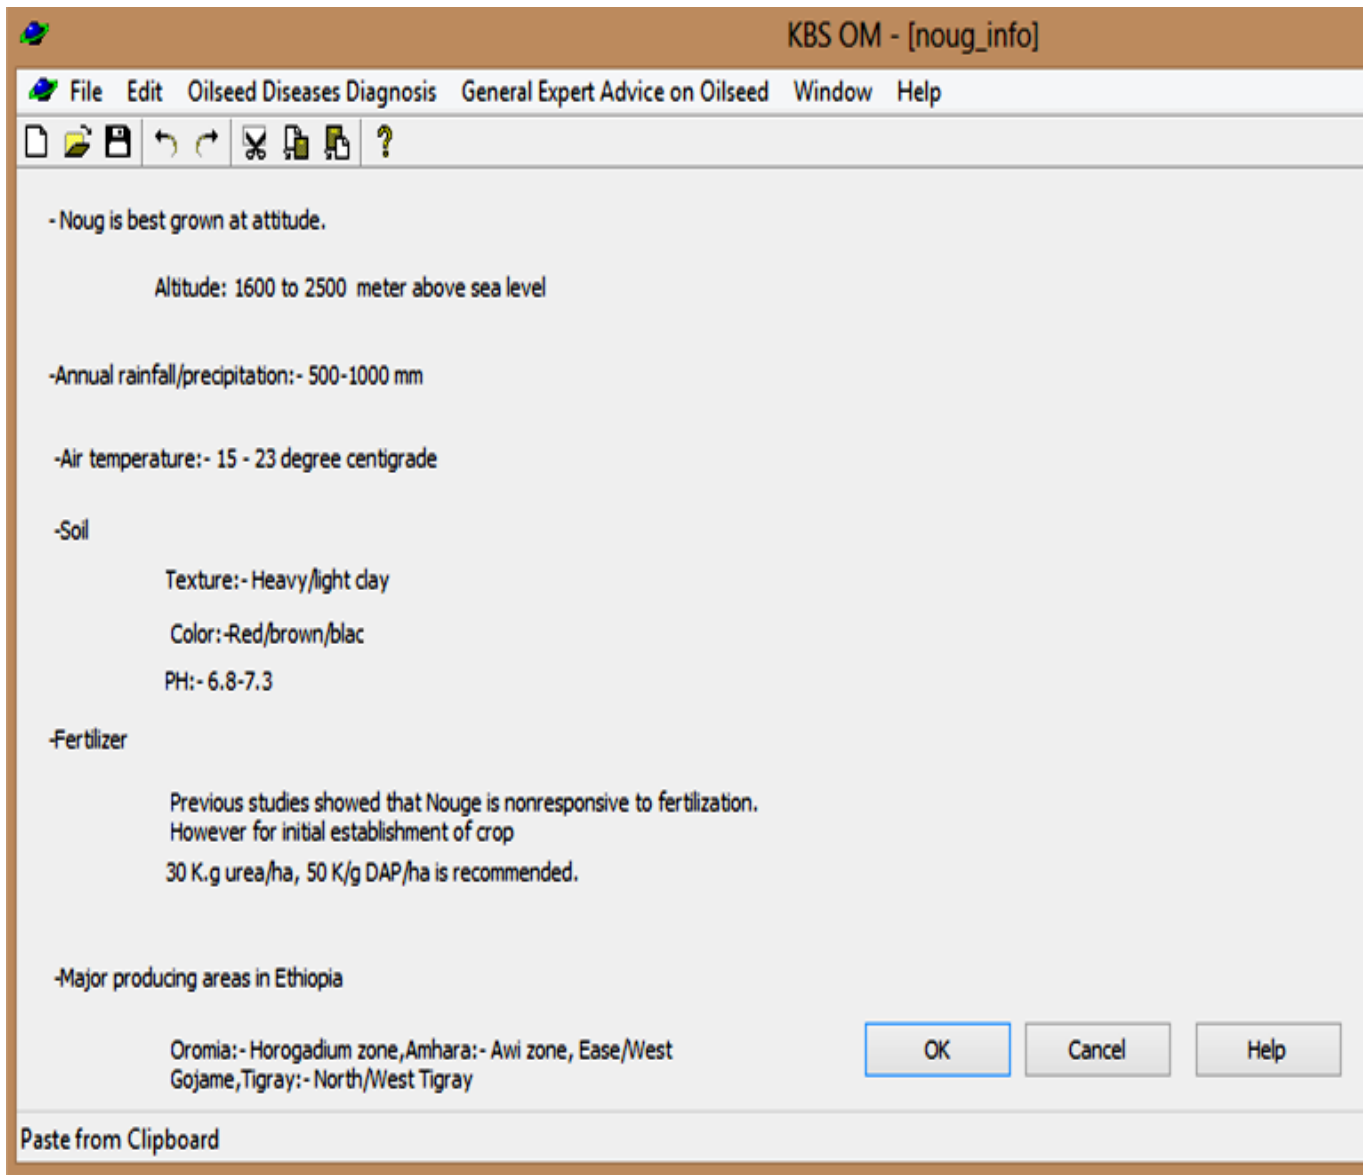 KBS OM - [noug_info]
File Edit Oilseed Diseases Diagnosis General Expert Advice on Oilseed Window Help
- Noug is best grown at attitude.
Altitude: 1600 to 2500 meter above sea level
-Annual rainfall/precipitation:- 500-1000 mm
-Air temperature:- 15 - 23 degree centigrade
-Soil
Texture:- Heavy/light clay
Color:-Red/brown/blac
PH:- 6.8-7.3
-Fertilizer
Previous studies showed that Nouge is nonresponsive to fertilization.
However for initial establishment of crop
30 K.g urea/ha, 50 K/g DAP/ha is recommended.
-Major producing areas in Ethiopia
Oromia:- Horogadium zone,Amhara:- Awi zone, Ease/West
Gojame,Tigray:- North/West Tigray
OK Cancel Help
Paste from Clipboard